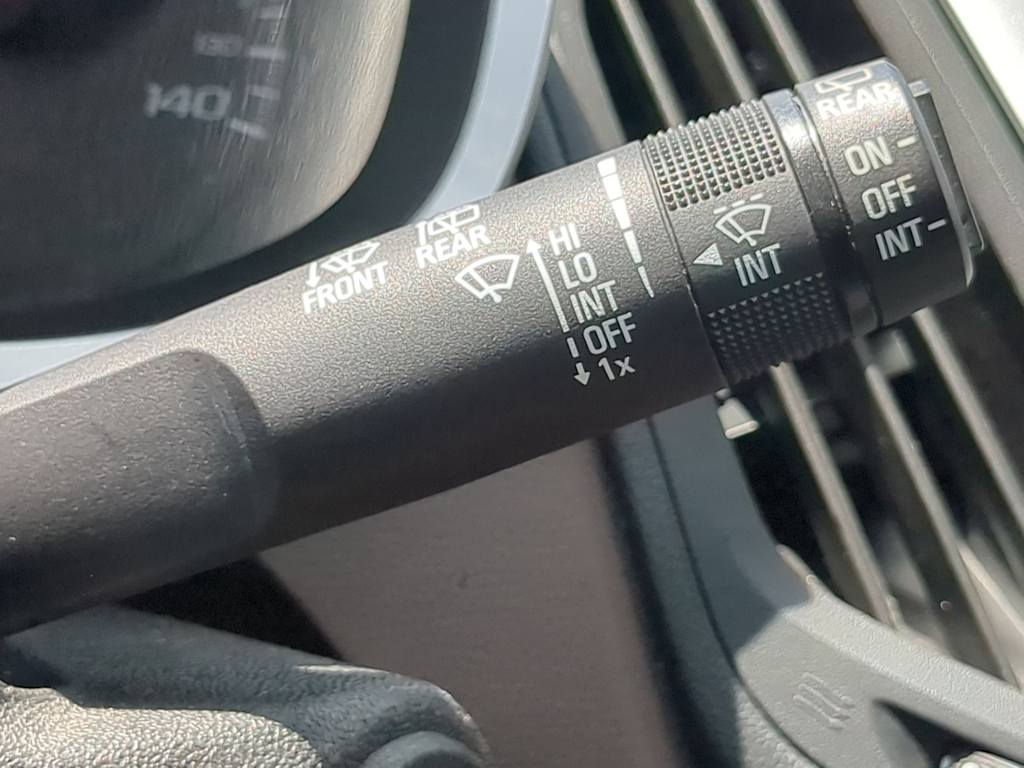 140
FRONT
REAR
HI
LO
INT
OFF
1x
INT
REAR
ON
OFF
INT